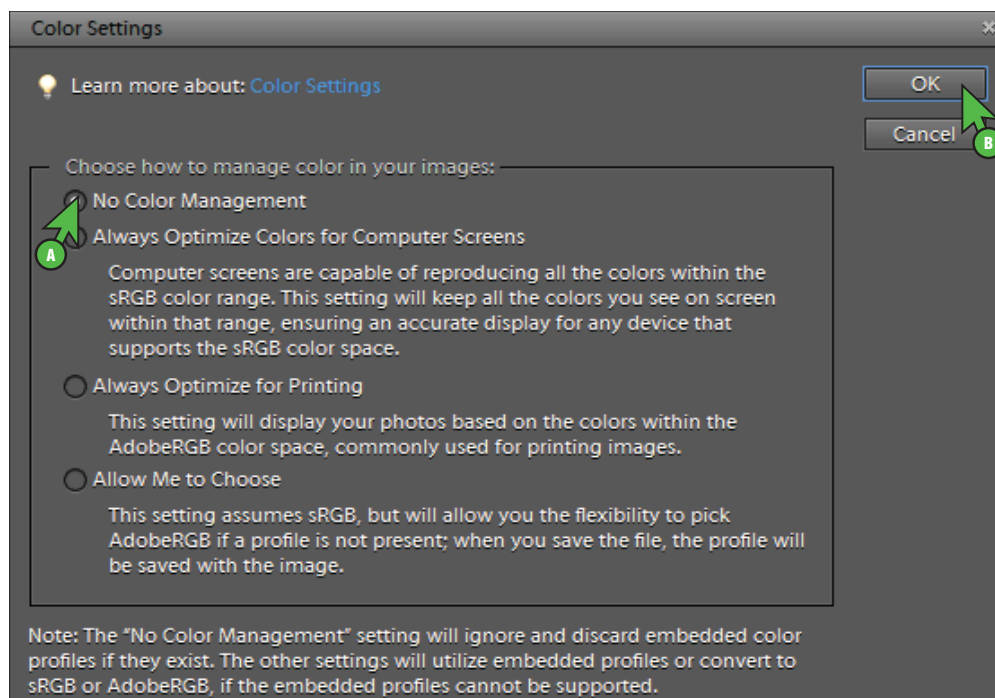 Color Settings
Learn more about: Color Settings
OK
Cancel
B
Choose how to manage color in your images:
No Color Management
A
Always Optimize Colors for Computer Screens
Computer screens are capable of reproducing all the colors within the
sRGB color range. This setting will keep all the colors you see on screen
within that range, ensuring an accurate display for any device that
supports the sRGB color space.
Always Optimize for Printing
This setting will display your photos based on the colors within the
AdobeRGB color space, commonly used for printing images.
Allow Me to Choose
This setting assumes sRGB, but will allow you the flexibility to pick
AdobeRGB if a profile is not present; when you save the file, the profile will
be saved with the image.
Note: The “No Color Management” setting will ignore and discard embedded color
profiles if they exist. The other settings will utilize embedded profiles or convert to
sRGB or AdobeRGB, if the embedded profiles cannot be supported.